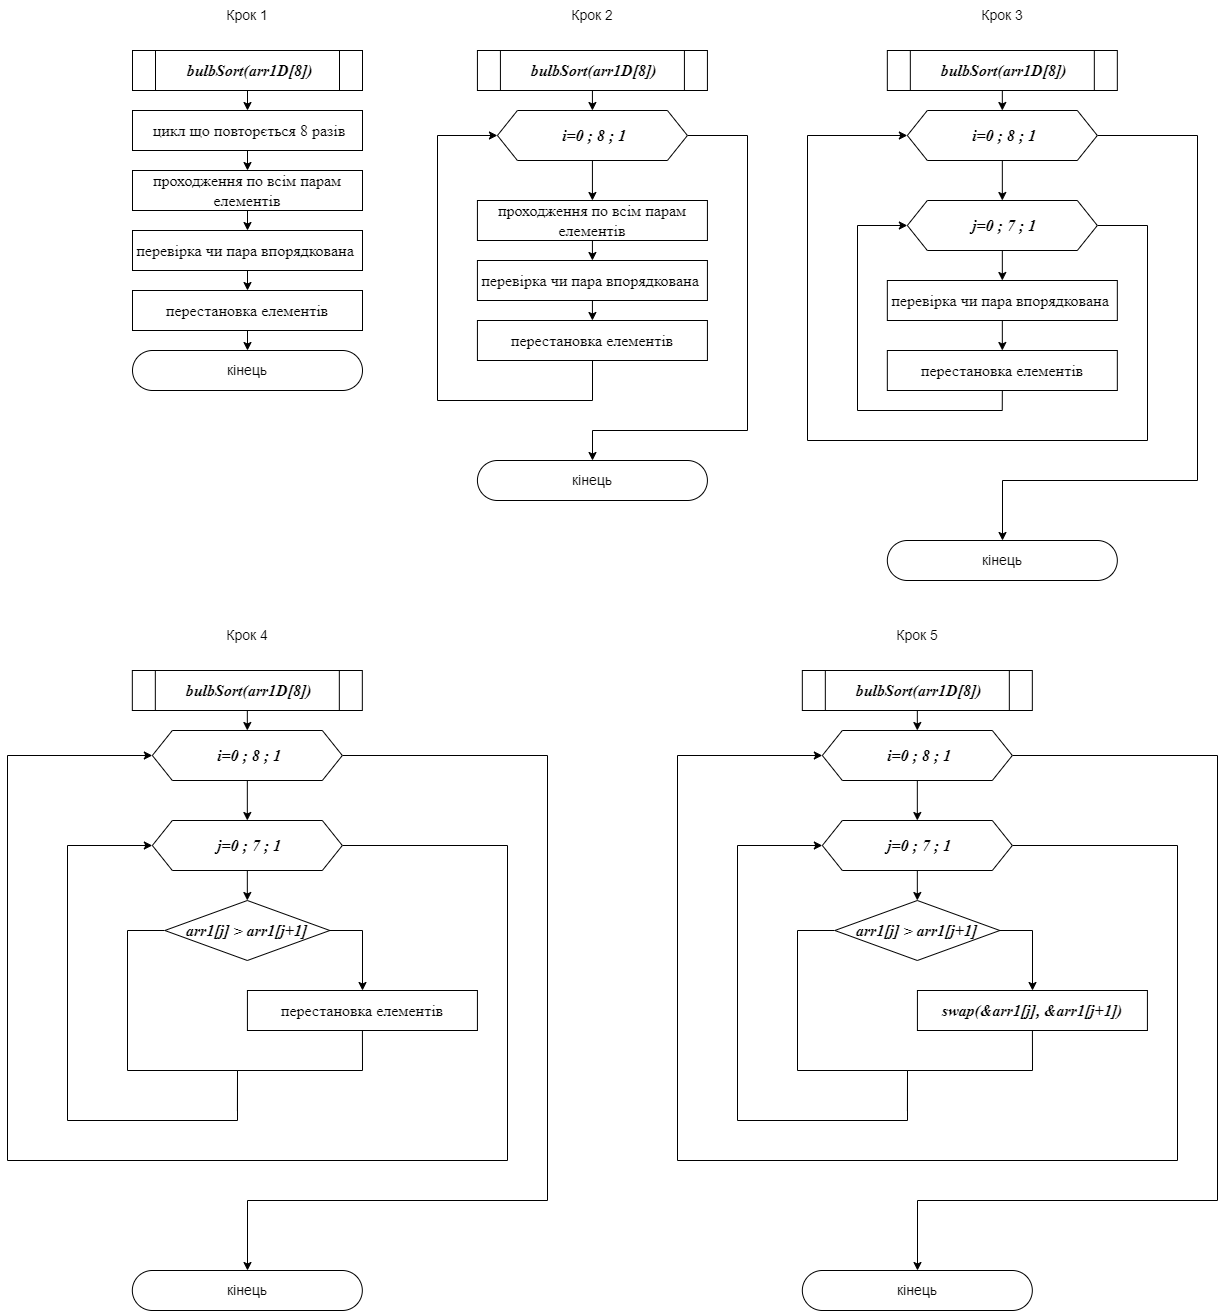 Крок 1
bulbSort(arr1D[8])
цикл що повторється 8 разів
проходження по всім парам
елементів
перевірка чи пара впорядкована
перестановка елементів
кінець
Крок 2
bulbSort(arr1D[8])
i=0 ; 8 ; 1
проходження по всім парам
елементів
перевірка чи пара впорядкована
перестановка елементів
кінець
Крок 3
bulbSort(arr1D[8])
i=0 ; 8 ; 1
j=0 ; 7 ; 1
перевірка чи пара впорядкована
перестановка елементів
кінець
Крок 4
bulbSort(arr1D[8])
i=0 ; 8 ; 1
j=0 ; 7 ; 1
arr1[j] > arr1[j+1]
перестановка елементів
кінець
Крок 5
bulbSort(arr1D[8])
i=0 ; 8 ; 1
j=0 ; 7 ; 1
arr1[j] > arr1[j+1]
swap(&arr1[j], &arr1[j+1])
кінець